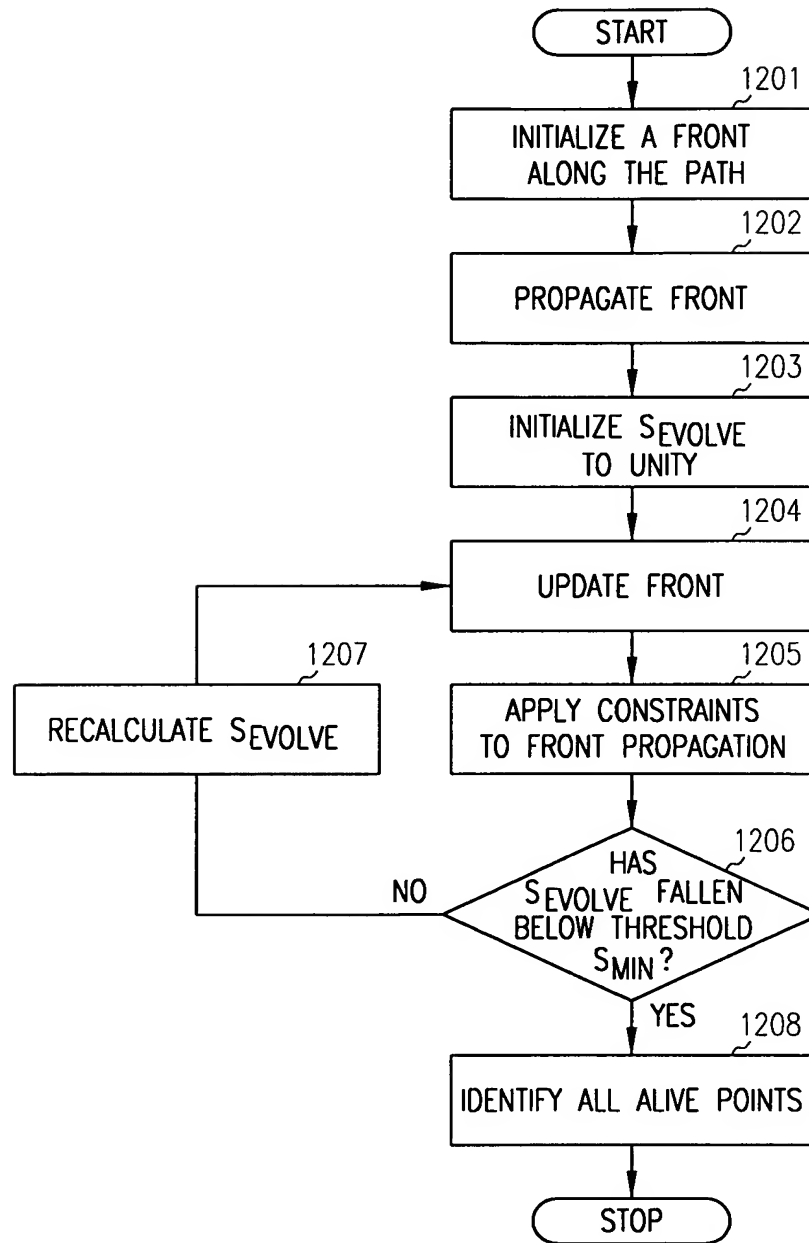 START
1201
INITIALIZE A FRONT
ALONG THE PATH
1202
PROPAGATE FRONT
1203
INITIALIZE SEVOLVE
TO UNITY
1204
UPDATE FRONT
1207
RECALCULATE SEVOLVE
1205
APPLY CONSTRAINTS
TO FRONT PROPAGATION
1206
HAS
SEVOLVE FALLEN
BELOW THRESHOLD
SMIN?
NO
YES
1208
IDENTIFY ALL ALIVE POINTS
STOP